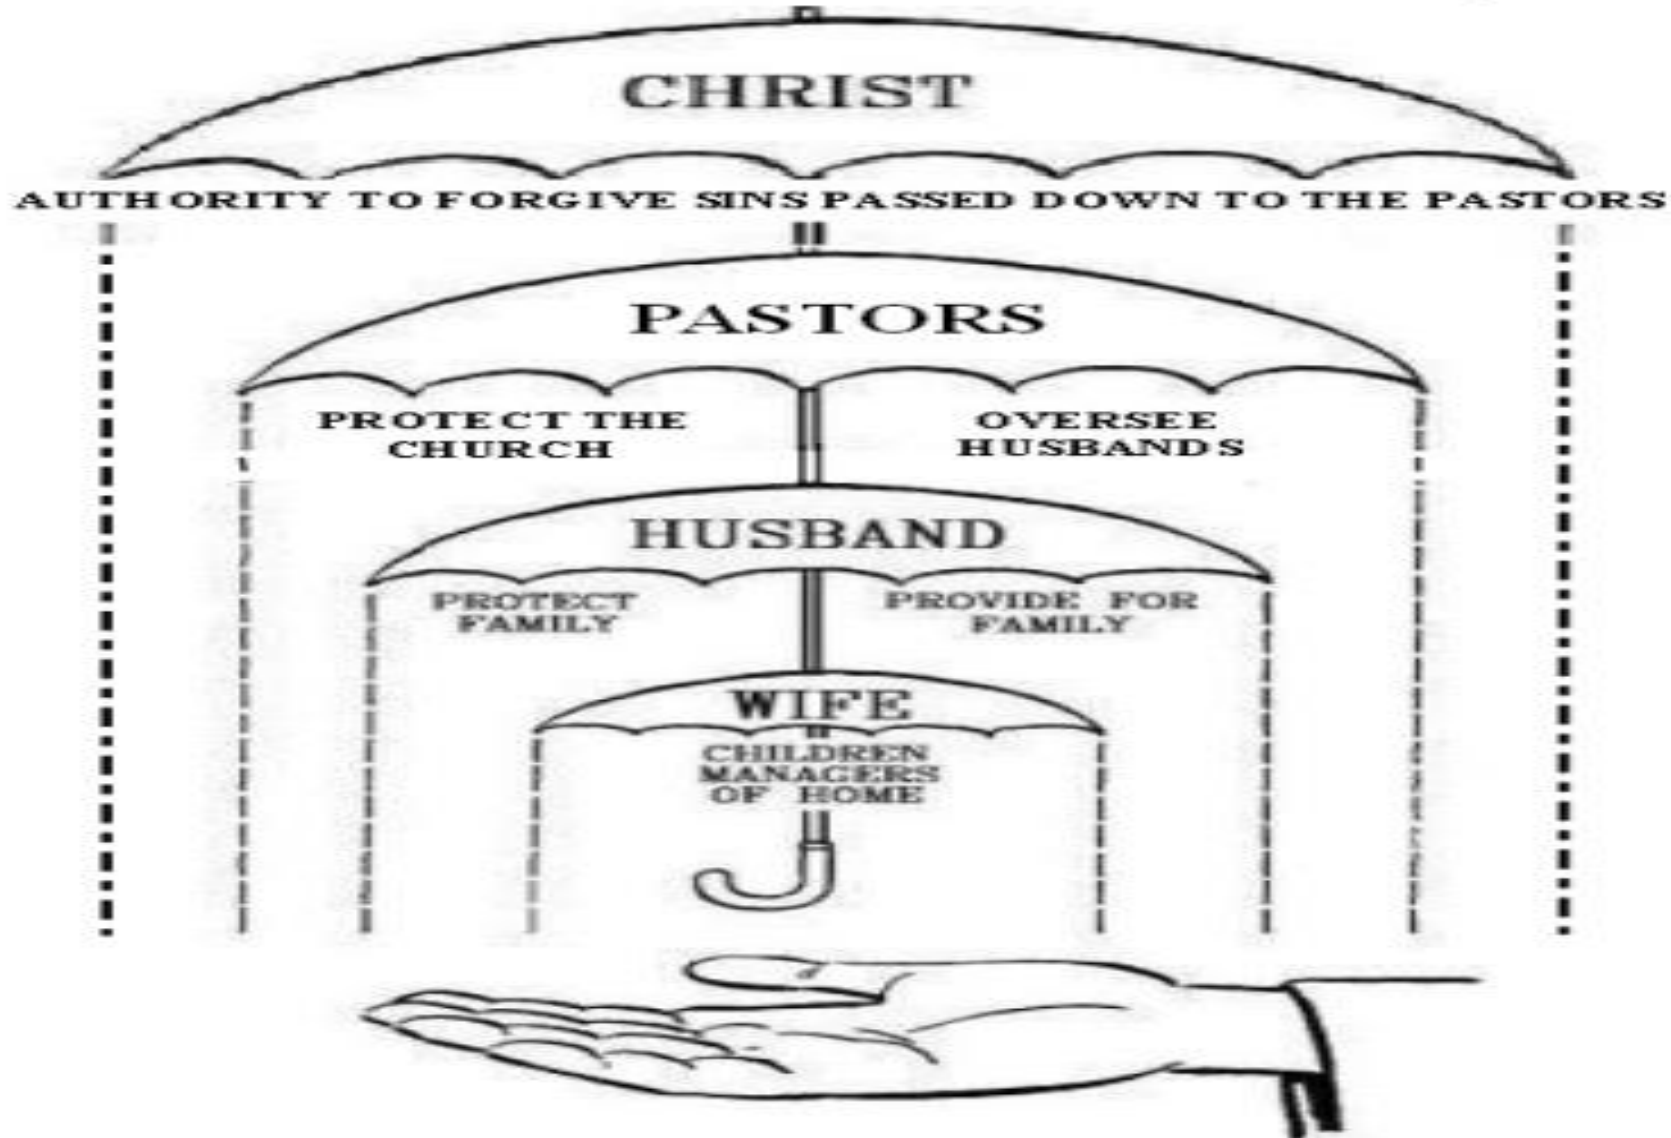 CHRIST
AUTHORITY TO FORGIVE SINS PASSED DOWN TO THE PASTORS
PASTORS
PROTECT THE
CHURCH
OVERSEE
HUSBANDS
HUSBAND
PROTECT
FAMILY
PROVIDE FOR
FAMILY
WIFE
CHILDREN
MANAGERS
OF HOME